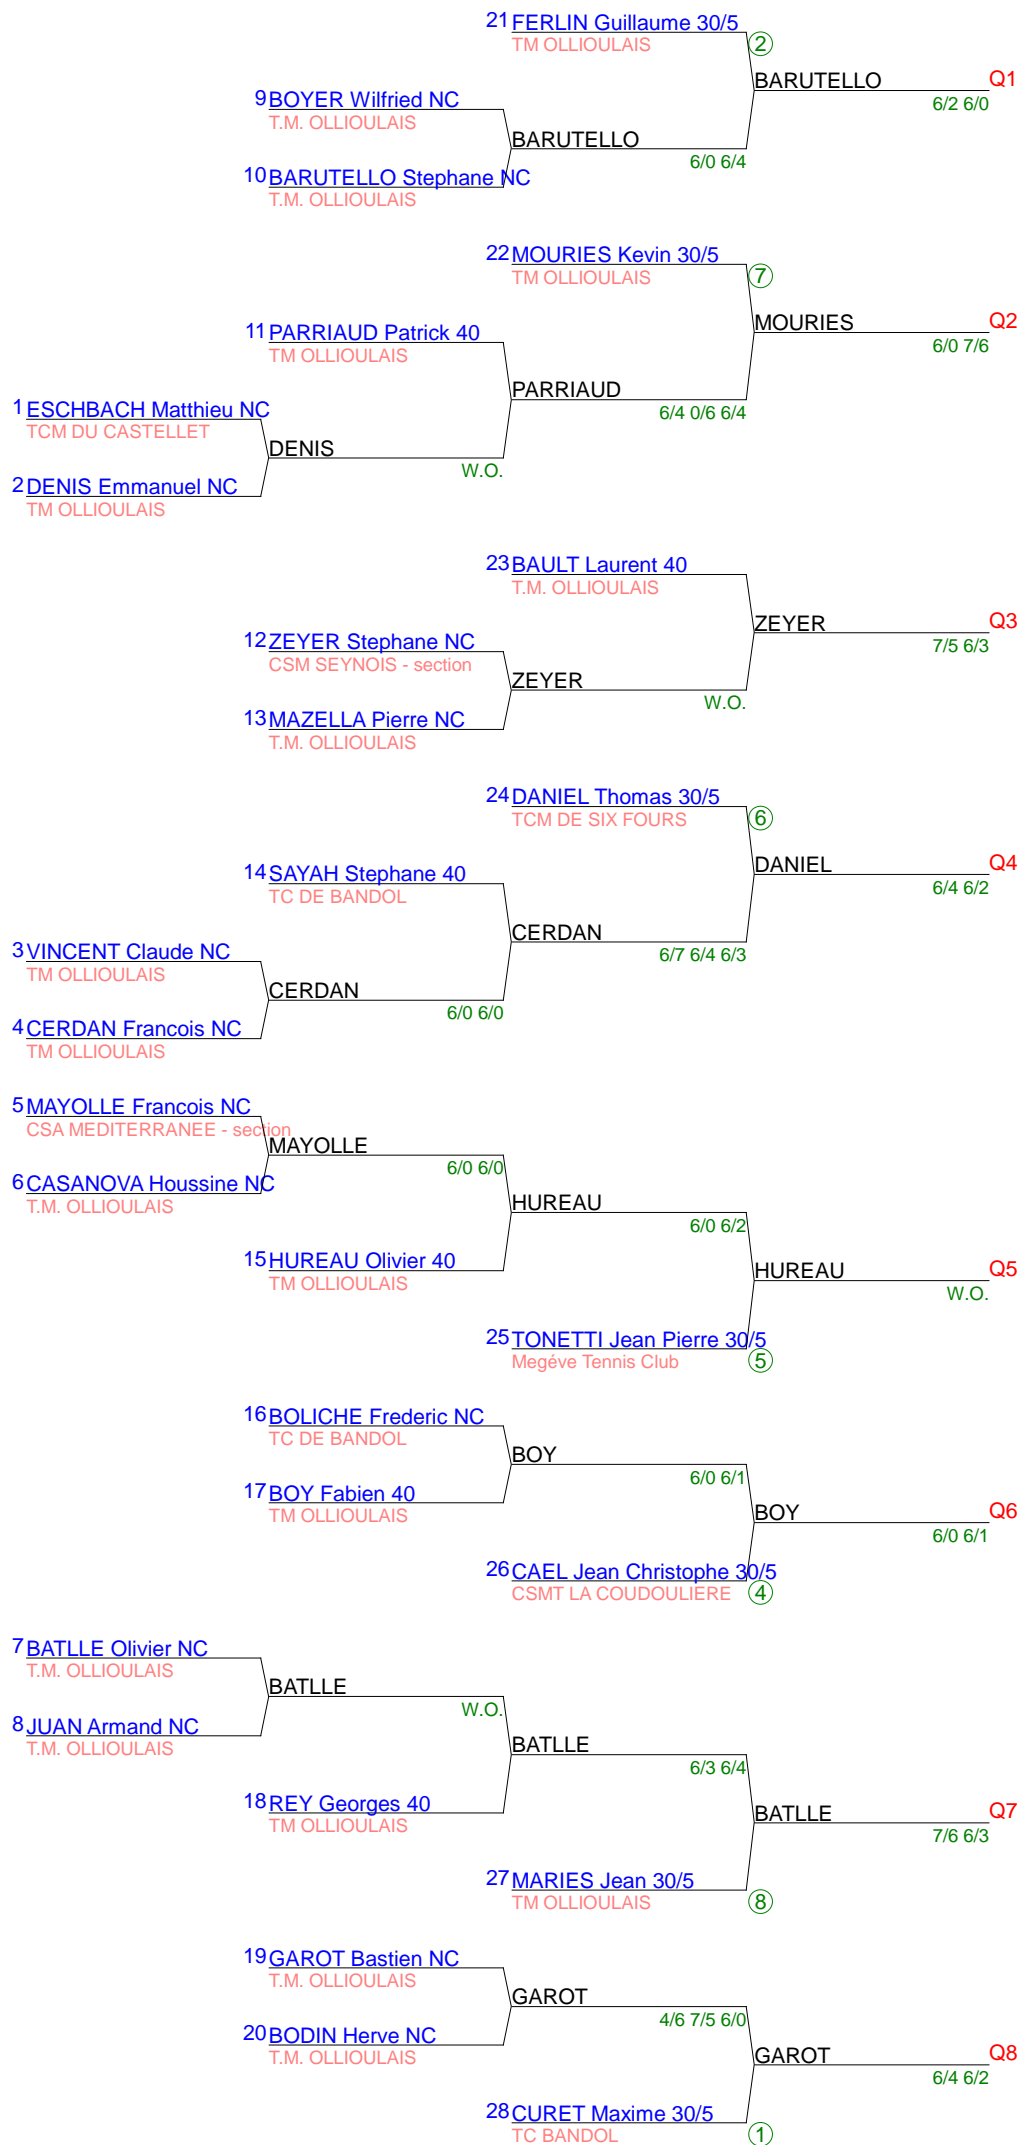 21 FERLIN Guillaume 30/5
TM OLLIOULAIS
2
BARUTELLO
Q1
6/2 6/0
9 BOYER Wilfried NC
T.M. OLLIOULAIS
BARUTELLO
6/0 6/4
10 BARUTELLO Stephane NC
T.M. OLLIOULAIS
22 MOURIES Kevin 30/5
TM OLLIOULAIS
7
MOURIES
Q2
6/0 7/6
11 PARRIAUD Patrick 40
TM OLLIOULAIS
PARRIAUD
6/4 0/6 6/4
1 ESCHBACH Matthieu NC
TCM DU CASTELLET
DENIS
W.O.
2 DENIS Emmanuel NC
TM OLLIOULAIS
23 BAULT Laurent 40
T.M. OLLIOULAIS
ZEYER
Q3
7/5 6/3
12 ZEYER Stephane NC
CSM SEYNOIS - section
ZEYER
W.O.
13 MAZELLA Pierre NC
T.M. OLLIOULAIS
24 DANIEL Thomas 30/5
TCM DE SIX FOURS
6
DANIEL
Q4
6/4 6/2
14 SAYAH Stephane 40
TC DE BANDOL
CERDAN
6/7 6/4 6/3
3 VINCENT Claude NC
TM OLLIOULAIS
CERDAN
6/0 6/0
4 CERDAN Francois NC
TM OLLIOULAIS
5 MAYOLLE Francois NC
CSA MEDITERRANEE - section
MAYOLLE
6/0 6/0
6 CASANOVA Houssine NC
T.M. OLLIOULAIS
HUREAU
6/0 6/2
15 HUREAU Olivier 40
TM OLLIOULAIS
HUREAU
Q5
W.O.
25 TONETTI Jean Pierre 30/5
Megéve Tennis Club
5
16 BOLICHE Frederic NC
TC DE BANDOL
BOY
6/0 6/1
17 BOY Fabien 40
TM OLLIOULAIS
BOY
Q6
6/0 6/1
26 CAEL Jean Christophe 30/5
CSMT LA COUDOULIERE
4
7 BATLLE Olivier NC
T.M. OLLIOULAIS
BATLLE
W.O.
8 JUAN Armand NC
T.M. OLLIOULAIS
BATLLE
6/3 6/4
18 REY Georges 40
TM OLLIOULAIS
BATLLE
Q7
7/6 6/3
27 MARIES Jean 30/5
TM OLLIOULAIS
8
19 GAROT Bastien NC
T.M. OLLIOULAIS
GAROT
4/6 7/5 6/0
20 BODIN Herve NC
T.M. OLLIOULAIS
GAROT
Q8
6/4 6/2
28 CURET Maxime 30/5
TC BANDOL
1